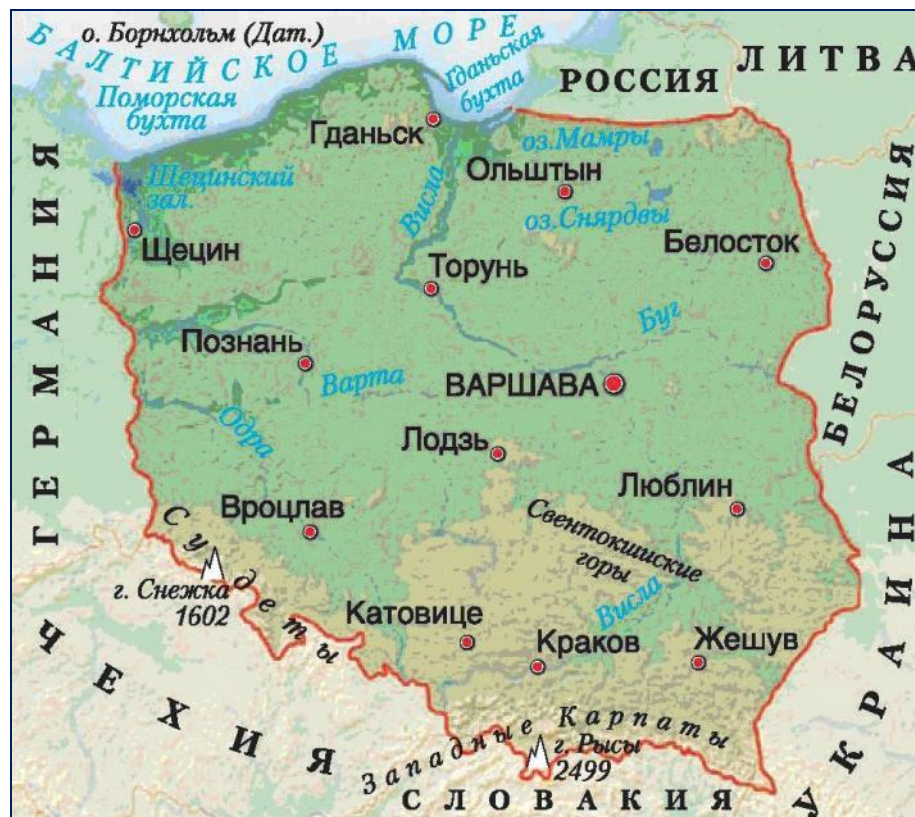 о. Борнхольм (Дат.)
БАЛТИЙСКОЕ МОРЕ
Поморская
бухта
Гданьская
бухта
РОССИЯ
ЛИТВА
Гданьск
оз.Мамры
Щецинский
зал.
Висла
Ольштын
оз.Снярдвы
Щецин
Белосток
Торунь
ГЕРМАНИЯ
БЕЛОРУССИЯ
Буг
Познань
Варта
ВАРШАВА
Одра
Лодзь
Люблин
Вроцлав
Судеты
Свентокшиские
горы
г. Снежка
1602
Висла
Катовице
Краков
Жешув
УКРАИНА
ЧЕХИЯ
Западные Карпаты
г. Рысы
2499
СЛОВАКИЯ